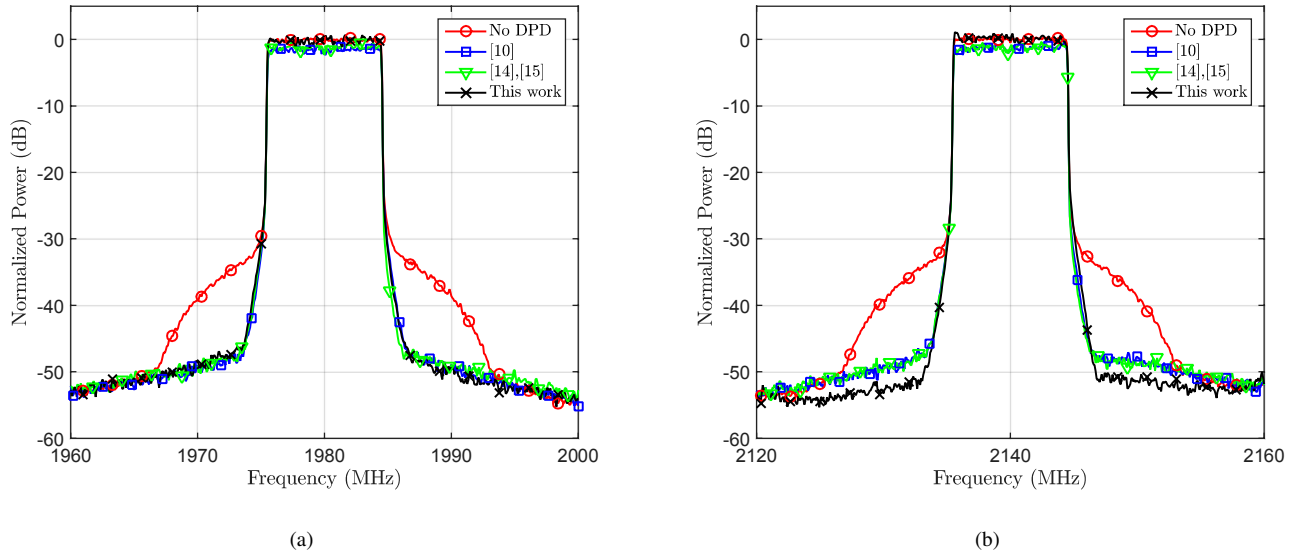 0
-10
-20
-30
-40
-50
-60
Normalized Power (dB)
1960 1970 1980 1990 2000
Frequency (MHz)
No DPD
[10]
[14],[15]
This work
(a)
0
-10
-20
-30
-40
-50
-60
Normalized Power (dB)
2120 2140 2160
Frequency (MHz)
No DPD
[10]
[14],[15]
This work
(b)